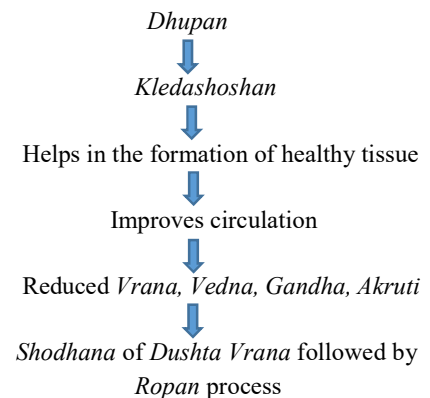 Dhupan
Kledashoshan
Helps in the formation of healthy tissue
Improves circulation
Reduced Vrana, Vedna, Gandha, Akruti
Shodhana of Dushta Vrana followed by
Ropan process